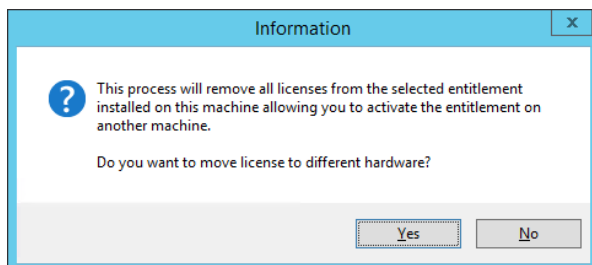 Information
x
This process will remove all licenses from the selected entitlement
installed on this machine allowing you to activate the entitlement on
another machine.
Do you want to move license to different hardware?
Yes
No